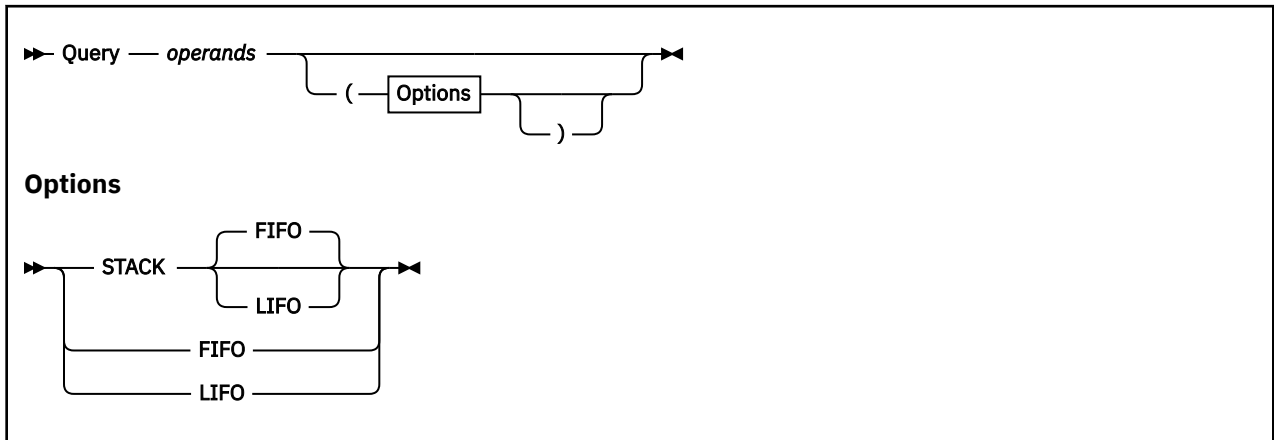 Query operands
( Options
)
Options
FIFO
STACK
LIFO
FIFO
LIFO